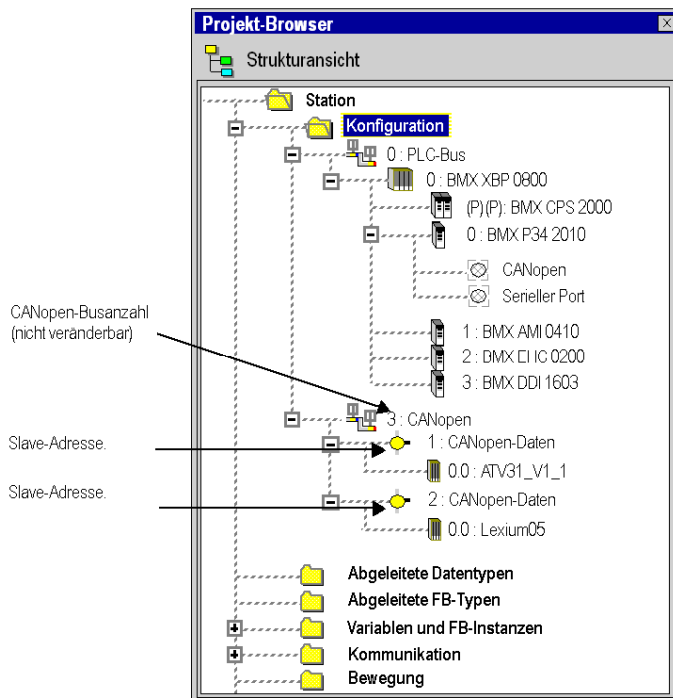 Projekt-Browser
Strukturansicht
Station
Konfiguration
0 : PLC-Bus
0 : BMX XBP 0800
(P)(P): BMX CPS 2000
0 : BMX P34 2010
CANopen
Serieller Port
1 : BMX AMI 0410
2 : BMX EHC 0200
3 : BMX DDI 1603
CANopen-Busanzahl
(nicht veränderbar)
3 : CANopen
Slave-Adresse.
1 : CANopen-Daten
0.0 : ATV31_V1_1
Slave-Adresse.
2 : CANopen-Daten
0.0 : Lexium05
Abgeleitete Datentypen
Abgeleitete FB-Typen
Variablen und FB-Instanzen
Kommunikation
Bewegung